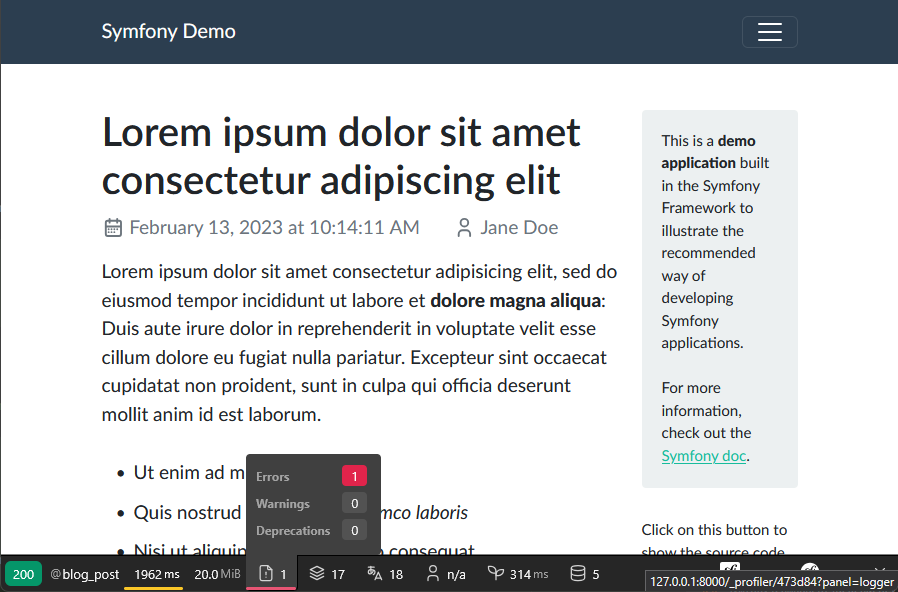 Symfony Demo
Lorem ipsum dolor sit amet
consectetur adipiscing elit
February 13, 2023 at 10:14:11 AM
Jane Doe
Lorem ipsum dolor sit amet consectetur adipisicing elit, sed do
eiusmod tempor incididunt ut labore et dolore magna aliqua:
Duis aute irure dolor in reprehenderit in voluptate velit esse
cillum dolore eu fugiat nulla pariatur. Excepteur sint occaecat
cupidatat non proident, sunt in culpa qui officia deserunt
mollit anim id est laborum.
Ut enim ad m
Quis nostrud mco laboris
Nisi ut aliquip consequat
Errors 1
Warnings 0
Deprecations 0
This is a demo
application built
in the Symfony
Framework to
illustrate the
recommended
way of
developing
Symfony
applications.
For more
information,
check out the
Symfony doc.
Click on this button to
show the source code
200 @blog_post 1962 ms 20.0 MiB 1 17 18 n/a 314 ms 5
127.0.0.1:8000/_profiler/473d84?panel=logger